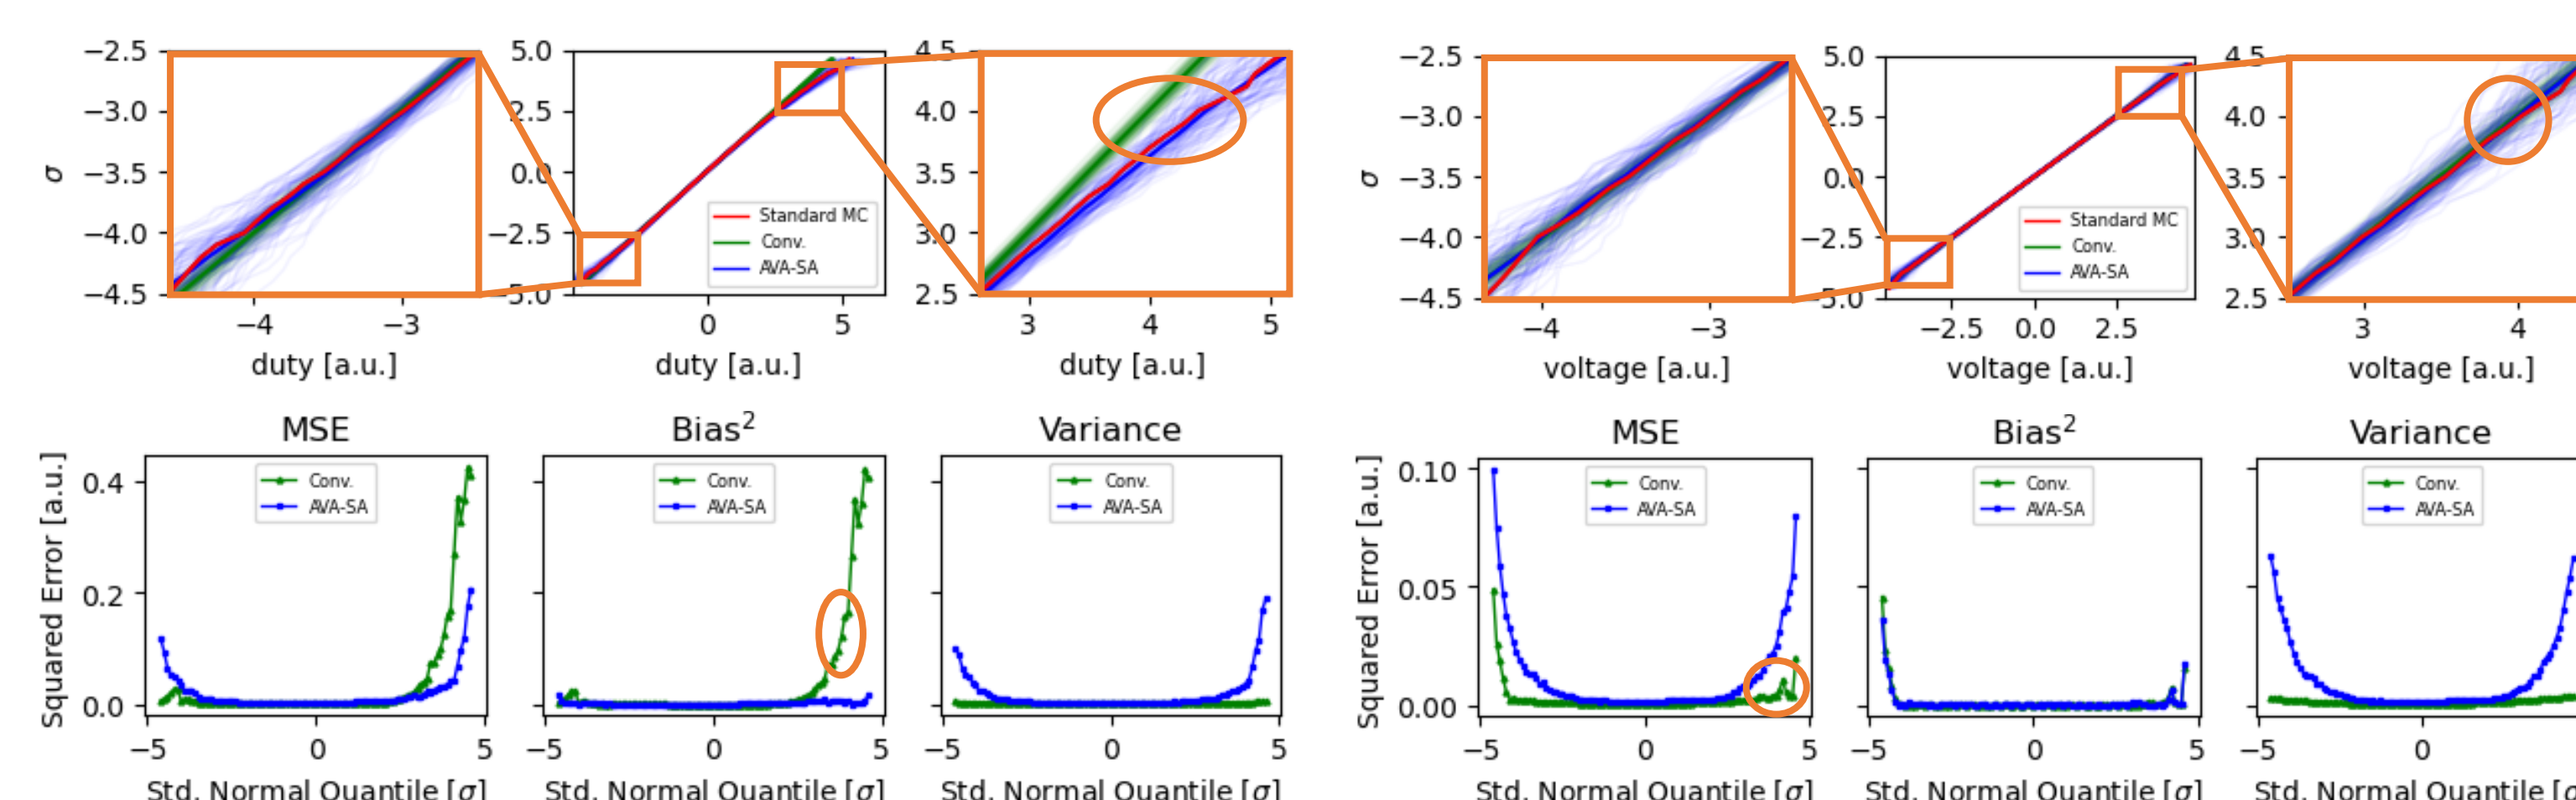 −2.5
−3.0
−3.5
−4.0
−4.5
σ
−4
−3
duty [a.u.]
5.0
2.5
0.0
−2.5
−5.0
Standard MC
Conv.
AVA-SA
0
5
duty [a.u.]
4.5
4.0
3.5
3.0
2.5
3
4
5
duty [a.u.]
−2.5
−3.0
−3.5
−4.0
−4.5
σ
−4
−3
voltage [a.u.]
5.0
2.5
0.0
−2.5
−5.0
Standard MC
Conv.
AVA-SA
−2.5
0.0
2.5
voltage [a.u.]
4.5
4.0
3.5
3.0
2.5
3
4
voltage [a.u.]
MSE
Squared Error [a.u.]
0.4
0.2
0.0
Conv.
AVA-SA
−5
0
5
Std. Normal Quantile [σ]
Bias²
Conv.
AVA-SA
−5
0
5
Std. Normal Quantile [σ]
Variance
Conv.
AVA-SA
−5
0
5
Std. Normal Quantile [σ]
MSE
Squared Error [a.u.]
0.10
0.05
0.00
Conv.
AVA-SA
−5
0
5
Std. Normal Quantile [σ]
Bias²
Conv.
AVA-SA
−5
0
5
Std. Normal Quantile [σ]
Variance
Conv.
AVA-SA
−5
0
Std. Normal Quantile [σ]